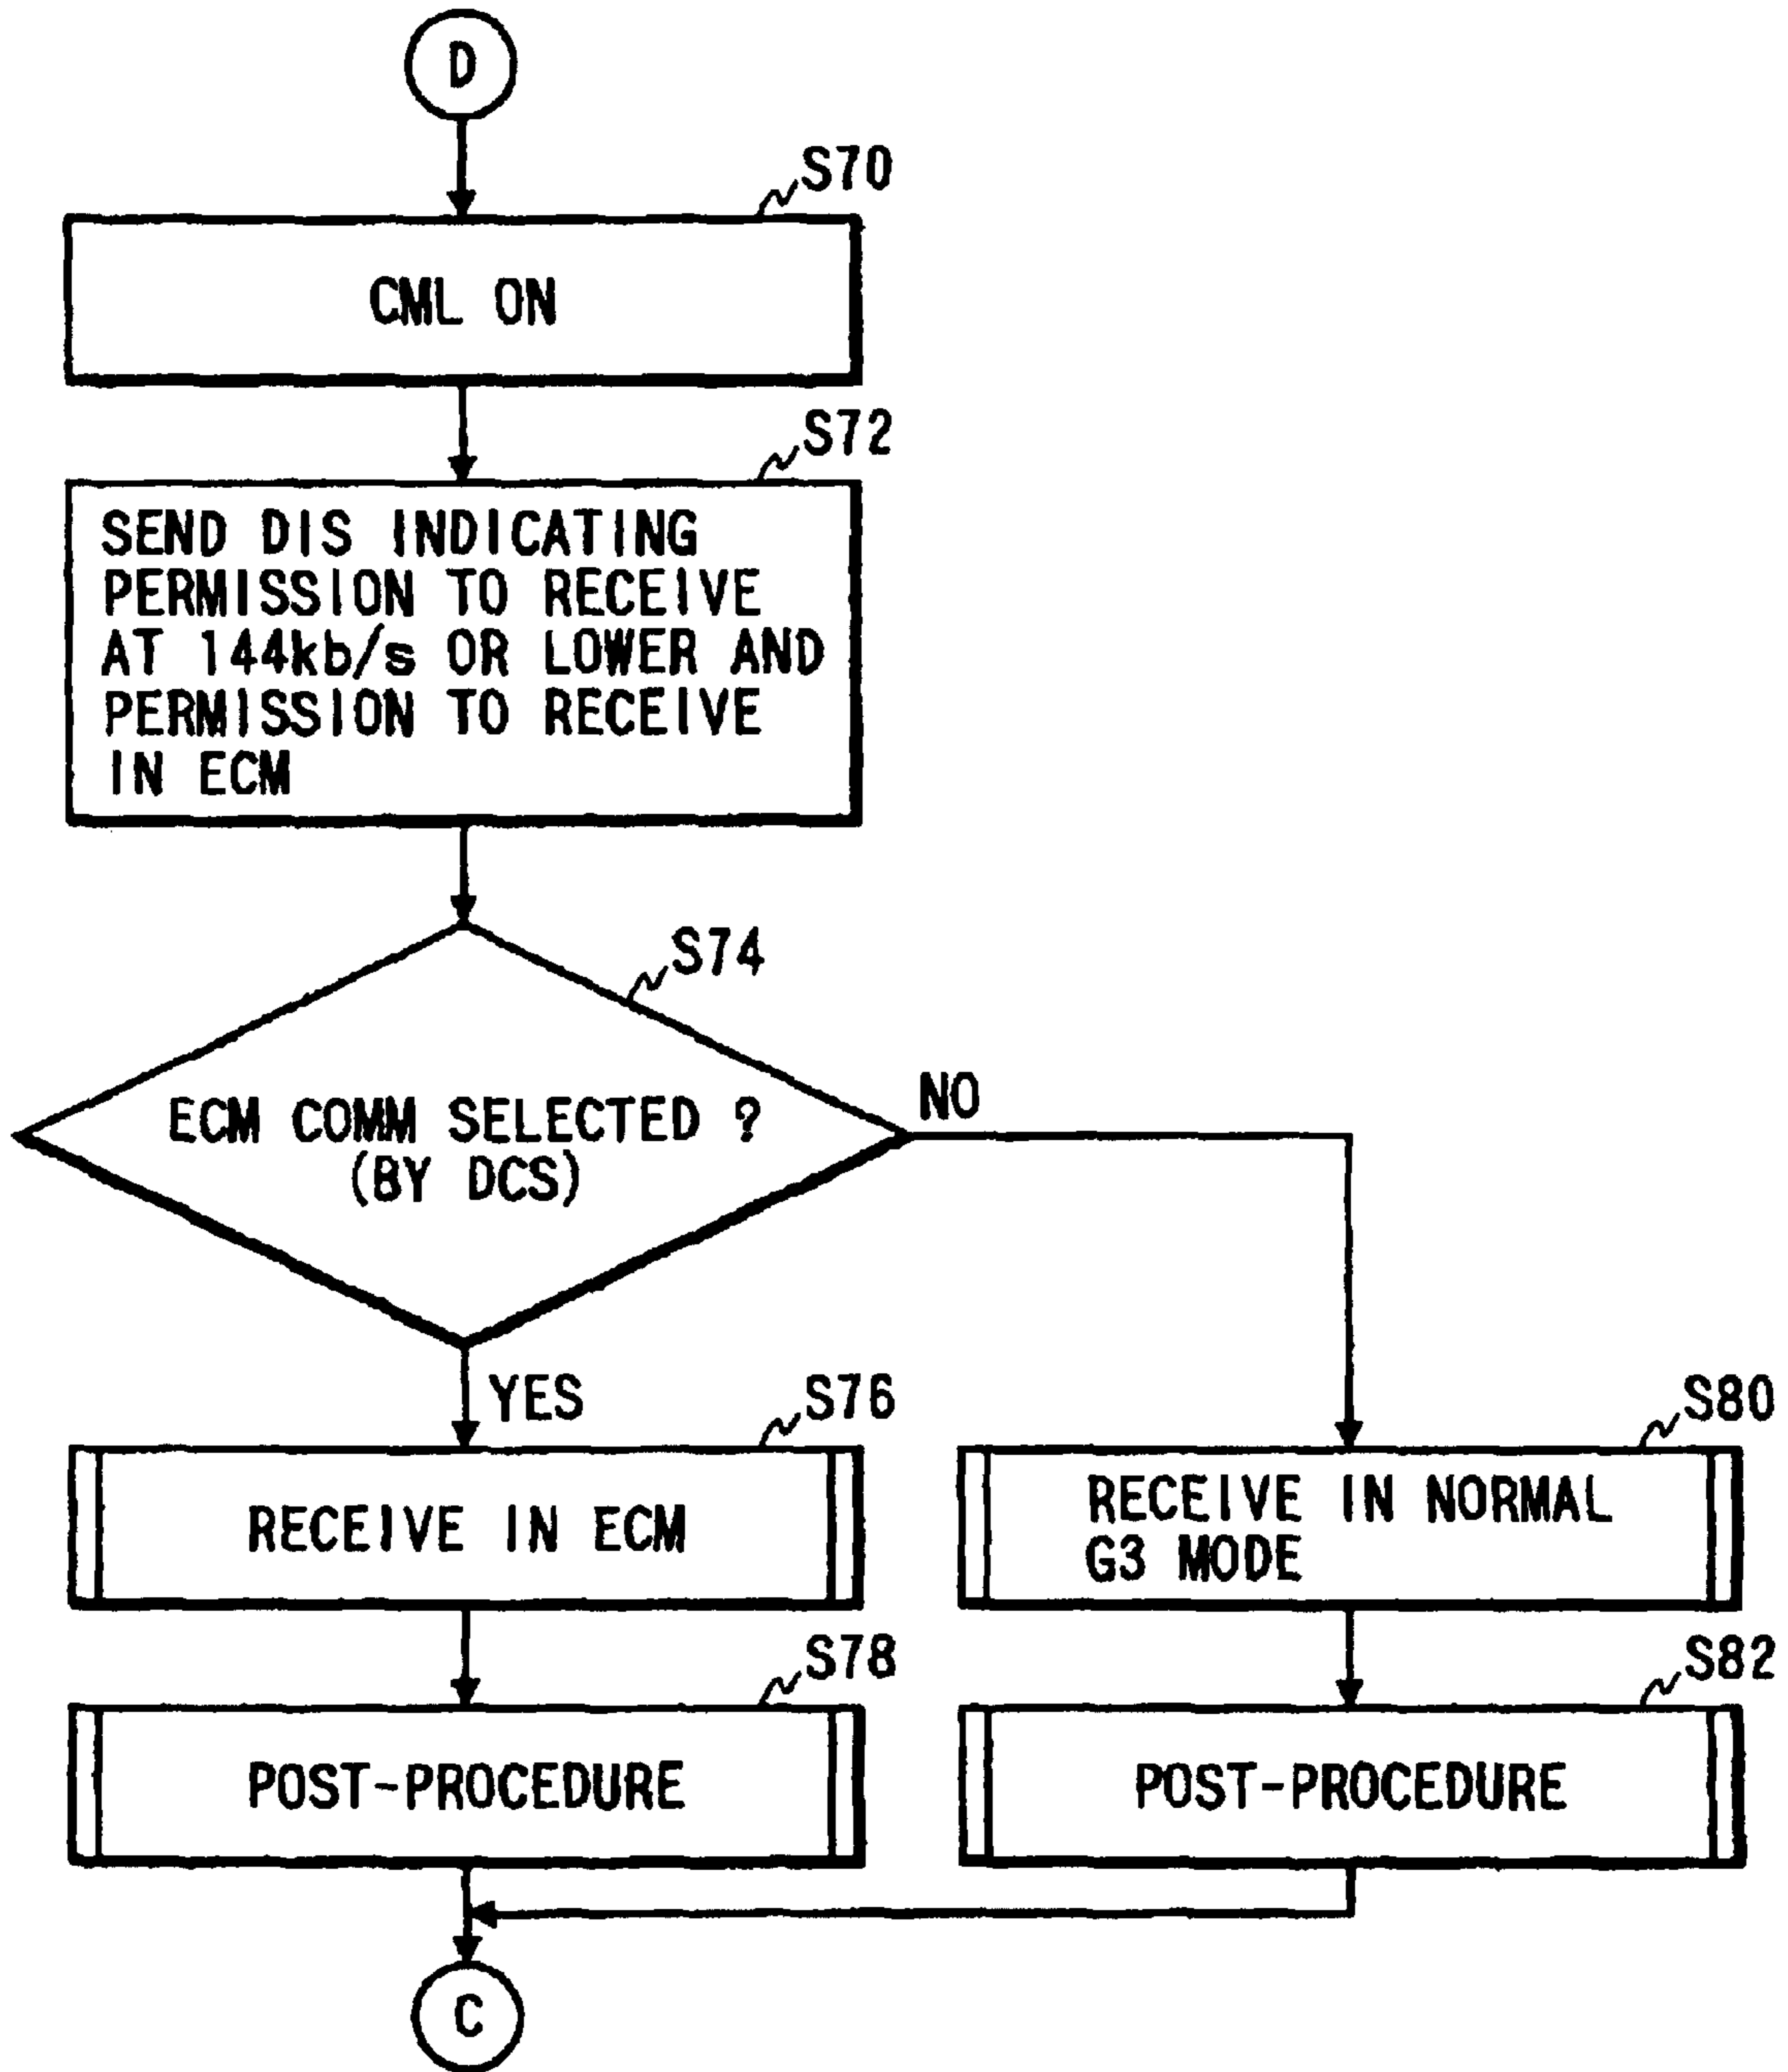 D
S70
CML ON
S72
SEND DIS INDICATING
PERMISSION TO RECEIVE
AT 144kb/s OR LOWER AND
PERMISSION TO RECEIVE
IN ECM
S74
ECM COMM SELECTED ?
(BY DCS)
NO
YES
S76
RECEIVE IN ECM
S80
RECEIVE IN NORMAL
G3 MODE
S78
POST-PROCEDURE
S82
POST-PROCEDURE
C